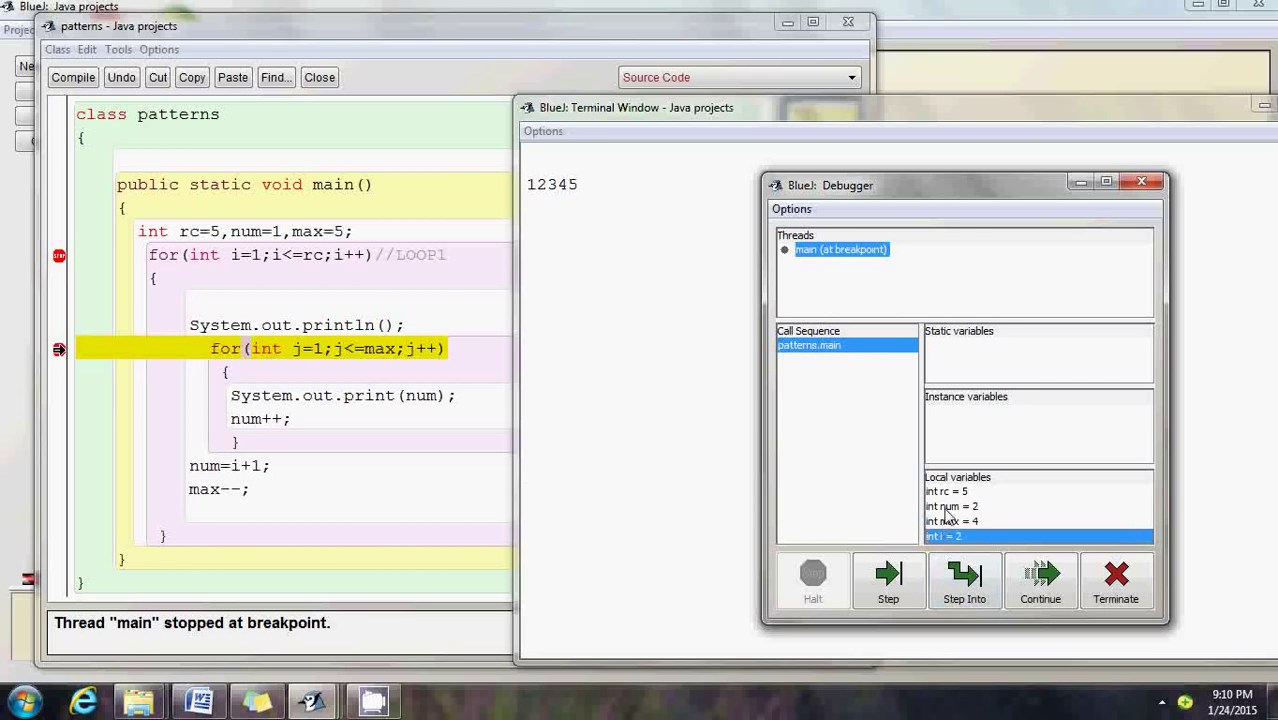 BlueJ: Java projects
patterns - Java projects
Class Edit Tools Options
Compile Undo Cut Copy Paste Find... Close Source Code
class patterns
{
public static void main()
{
int rc=5,num=1,max=5;
for(int i=1;i<=rc;i++)//LOOP1
{
System.out.println();
for(int j=1;j<=max;j++)
{
System.out.print(num);
num++;
}
num=i+1;
max--;
}
}
}
Thread "main" stopped at breakpoint.
BlueJ: Terminal Window - Java projects
Options
12345
BlueJ: Debugger
Options
Threads
main (at breakpoint)
Call Sequence
patterns.main
Static variables
Instance variables
Local variables
int rc = 5
int num = 2
int max = 4
int i = 2
Halt Step Step Into Continue Terminate
9:10 PM
1/24/2015